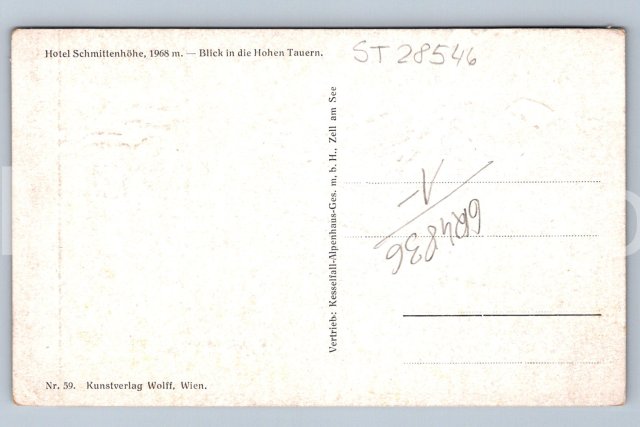 Hotel Schmittenhöhe, 1968 m. — Blick in die Hohen Tauern.
ST 28546
Vertrieb: Kesselfall-Alpenhaus-Ges. m. b. H., Zell am See
Nr. 59. Kunstverlag Wolff, Wien.